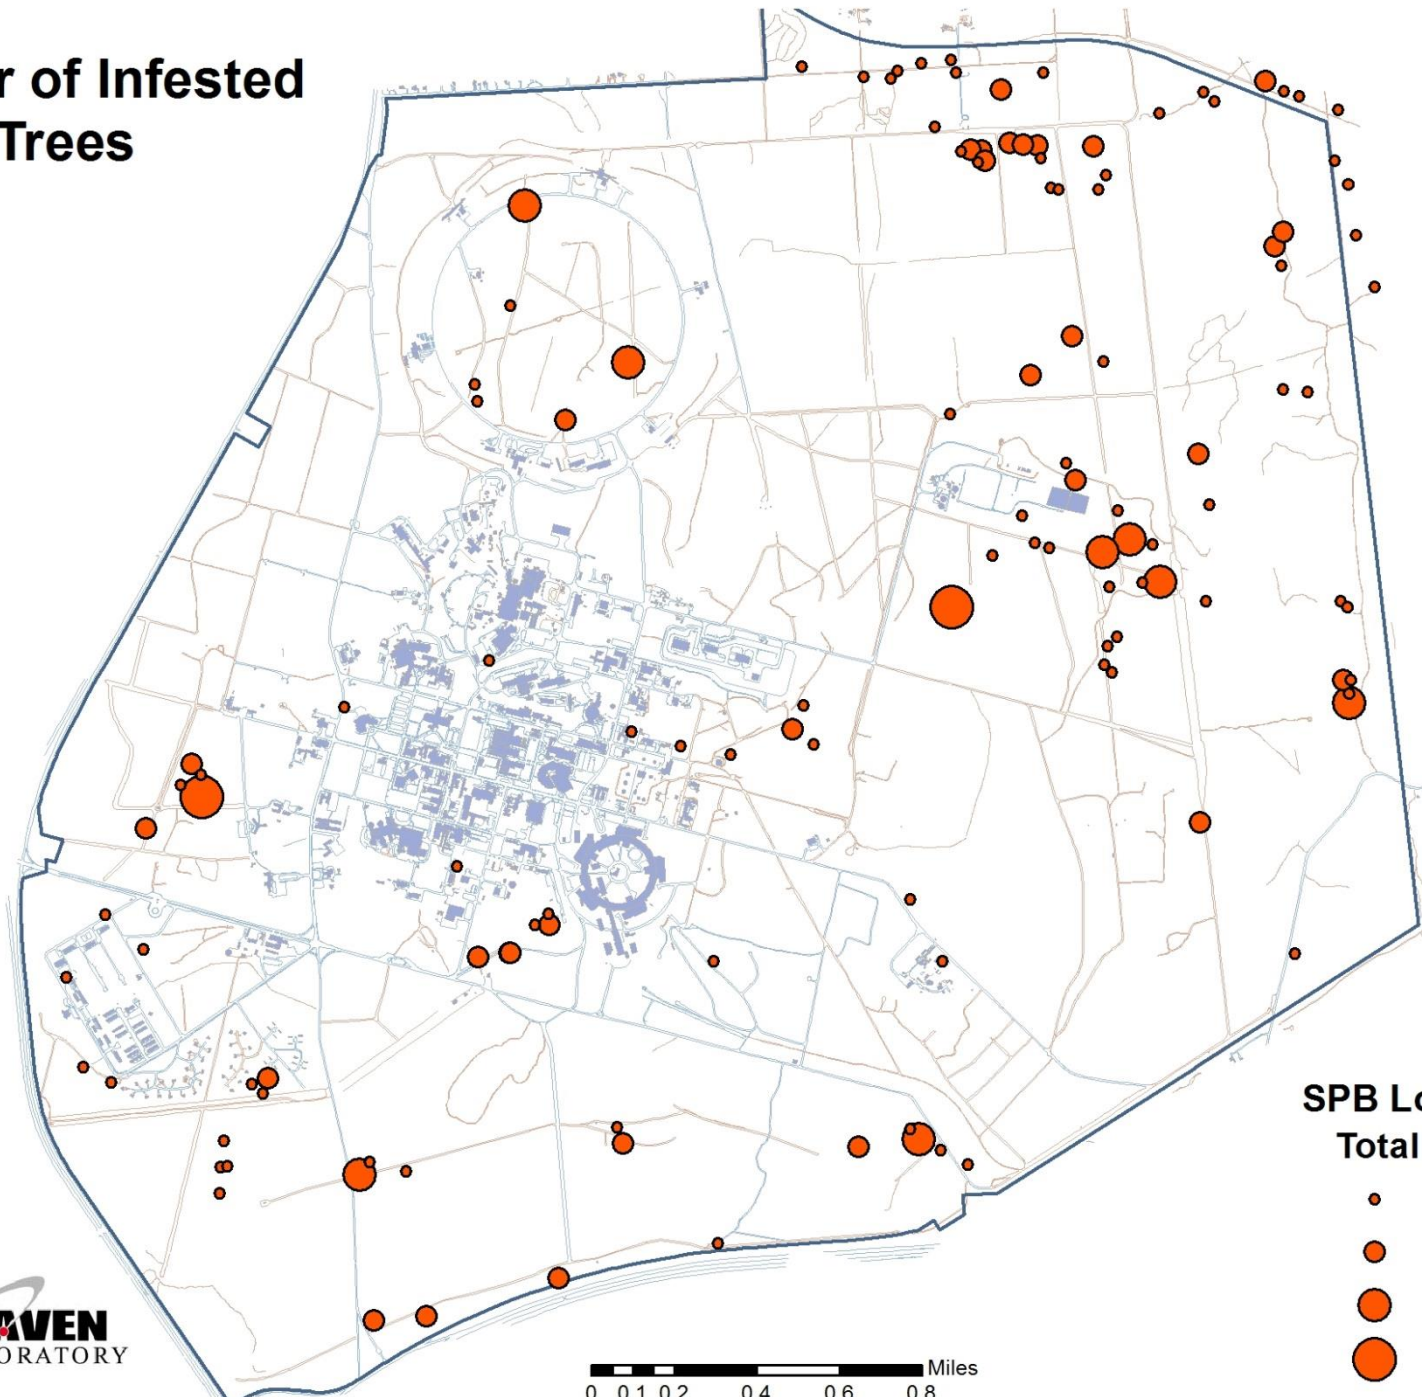 r of Infested
Trees
SPB Lo
Total
AVEN
ORATORY
Miles
0 0.1 0.2 0.4 0.6 0.8